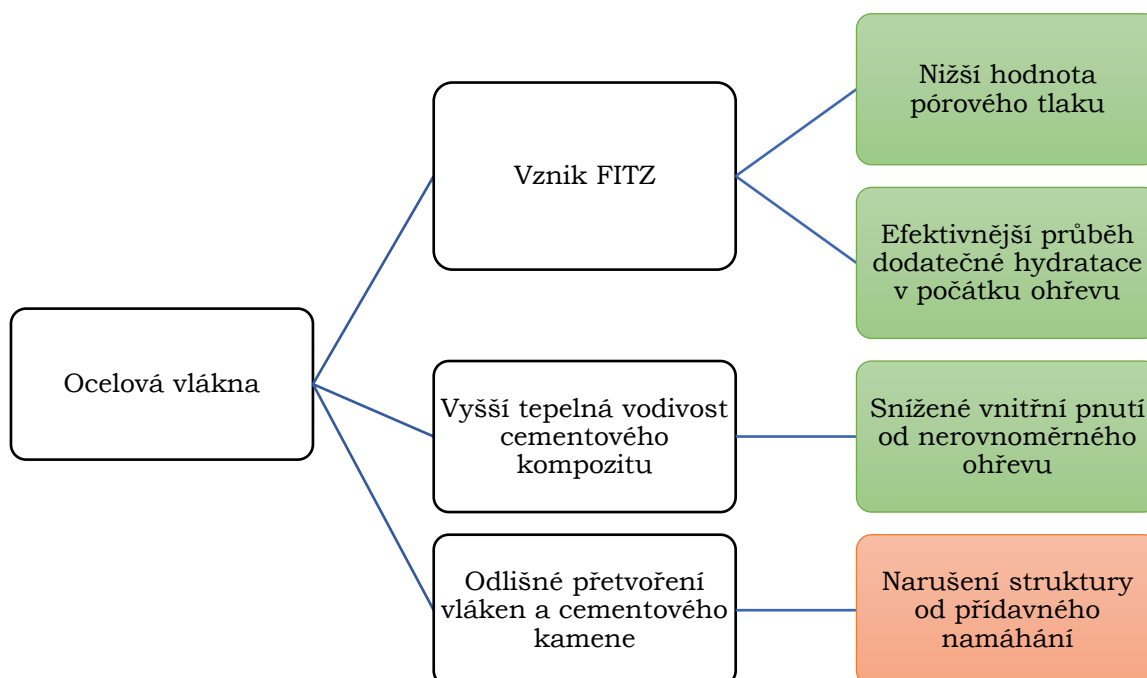 Ocelová vlákna
Vznik FITZ
Nižší hodnota
pórového tlaku
Efektivnější průběh
dodatečné hydratace
v počátku ohřevu
Vyšší tepelná vodivost
cementového
kompozitu
Snížené vnitřní pnutí
od nerovnoměrného
ohřevu
Odlišné přetvoření
vláken a cementového
kamene
Narušení struktury
od přídavného
namáhání